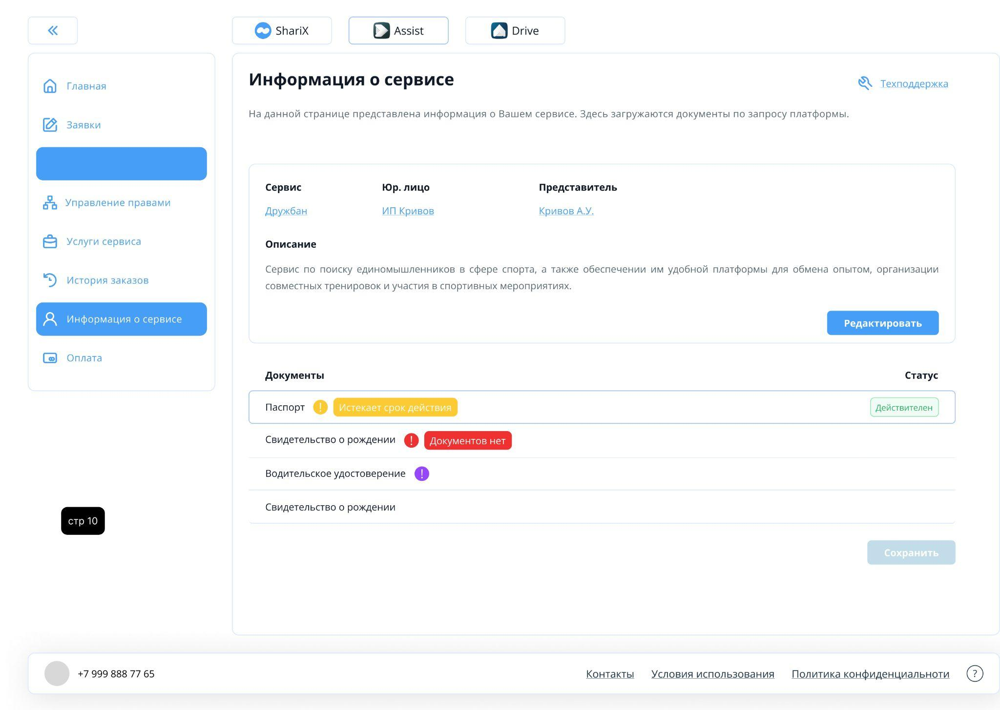 ShariX
Assist
Drive
Главная
Заявки
Управление правами
Услуги сервиса
История заказов
Информация о сервисе
Оплата
стр 10
Информация о сервисе
Техподдержка
На данной странице представлена информация о Вашем сервисе. Здесь загружаются документы по запросу платформы.
Сервис
Юр. лицо
Представитель
Дружбан
ИП Кривов
Кривов А.У.
Описание
Сервис по поиску единомышленников в сфере спорта, а также обеспечении им удобной платформы для обмена опытом, организации
совместных тренировок и участия в спортивных мероприятиях.
Редактировать
Документы
Статус
Паспорт ! Истекает срок действия
Действителен
Свидетельство о рождении ! Документов нет
Водительское удостоверение !
Свидетельство о рождении
Сохранить
+7 999 888 77 65
Контакты
Условия использования
Политика конфиденциальноти
?